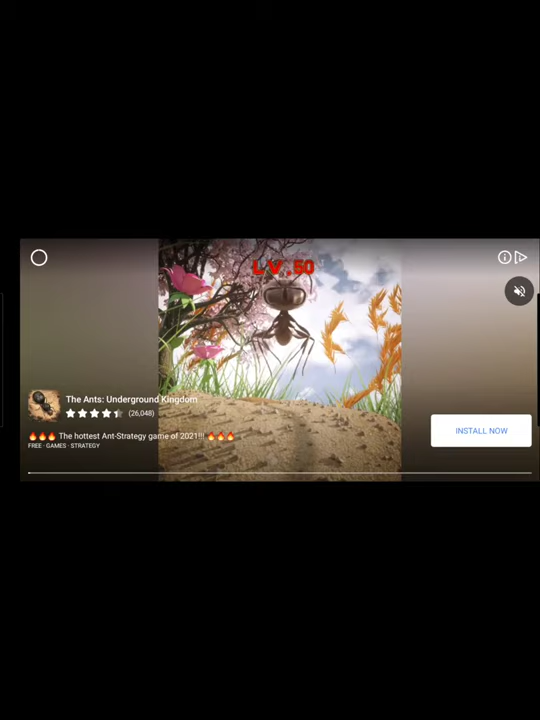 LV.50
The Ants: Underground Kingdom
(26,048)
🔥🔥🔥 The hottest Ant-Strategy game of 2021!!! 🔥🔥🔥
FREE · GAMES · STRATEGY
INSTALL NOW